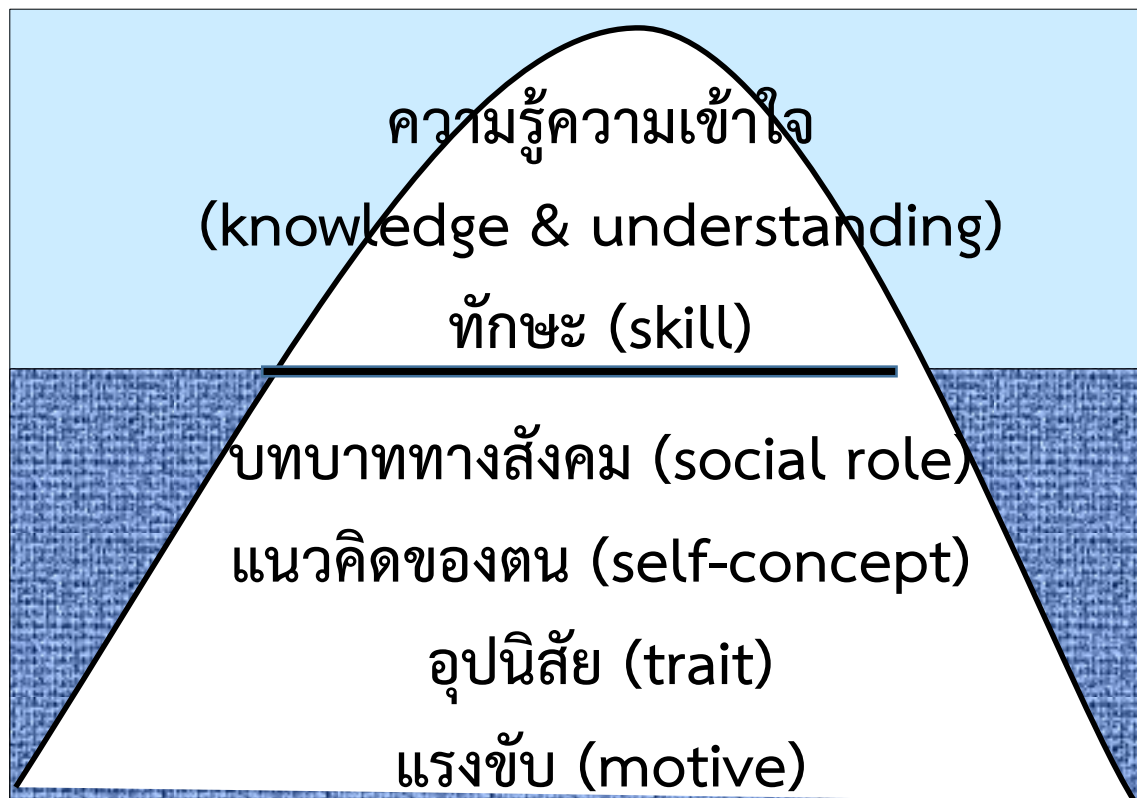 ความรู้ความเข้าใจ
(knowledge & understanding)
ทักษะ (skill)
บทบาททางสังคม (social role)
แนวคิดของตน (self-concept)
อุปนิสัย (trait)
แรงขับ (motive)